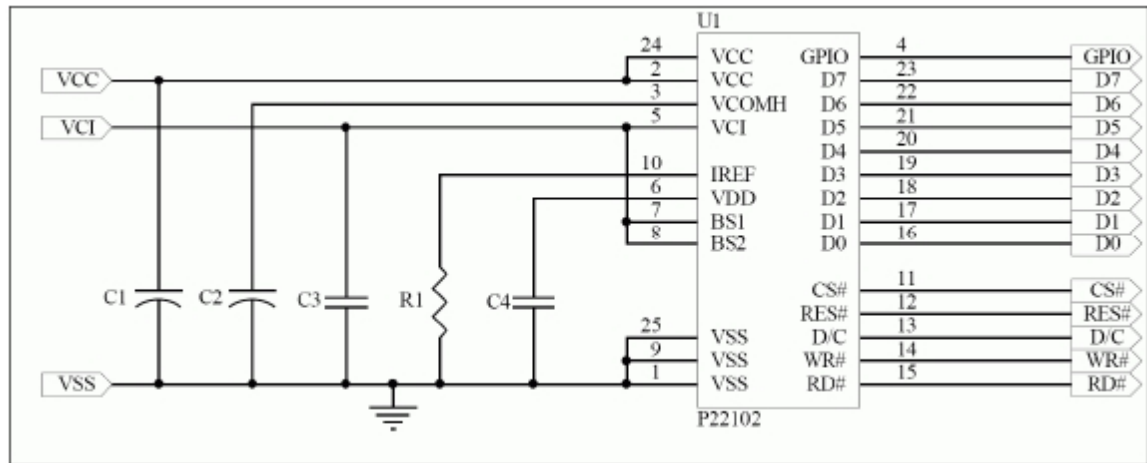 U1
24 VCC GPIO 4 GPIO
VCC 2 VCC D7 23 D7
3 VCOMH D6 22 D6
VCI 5 VCI D5 21 D5
D4 20 D4
10 IREF D3 19 D3
6 VDD D2 18 D2
7 BS1 D1 17 D1
8 BS2 D0 16 D0
C1 C2 C3 R1 C4
CS# 11 CS#
RES# 12 RES#
25 VSS D/C 13 D/C
9 VSS WR# 14 WR#
VSS 1 VSS RD# 15 RD#
P22102